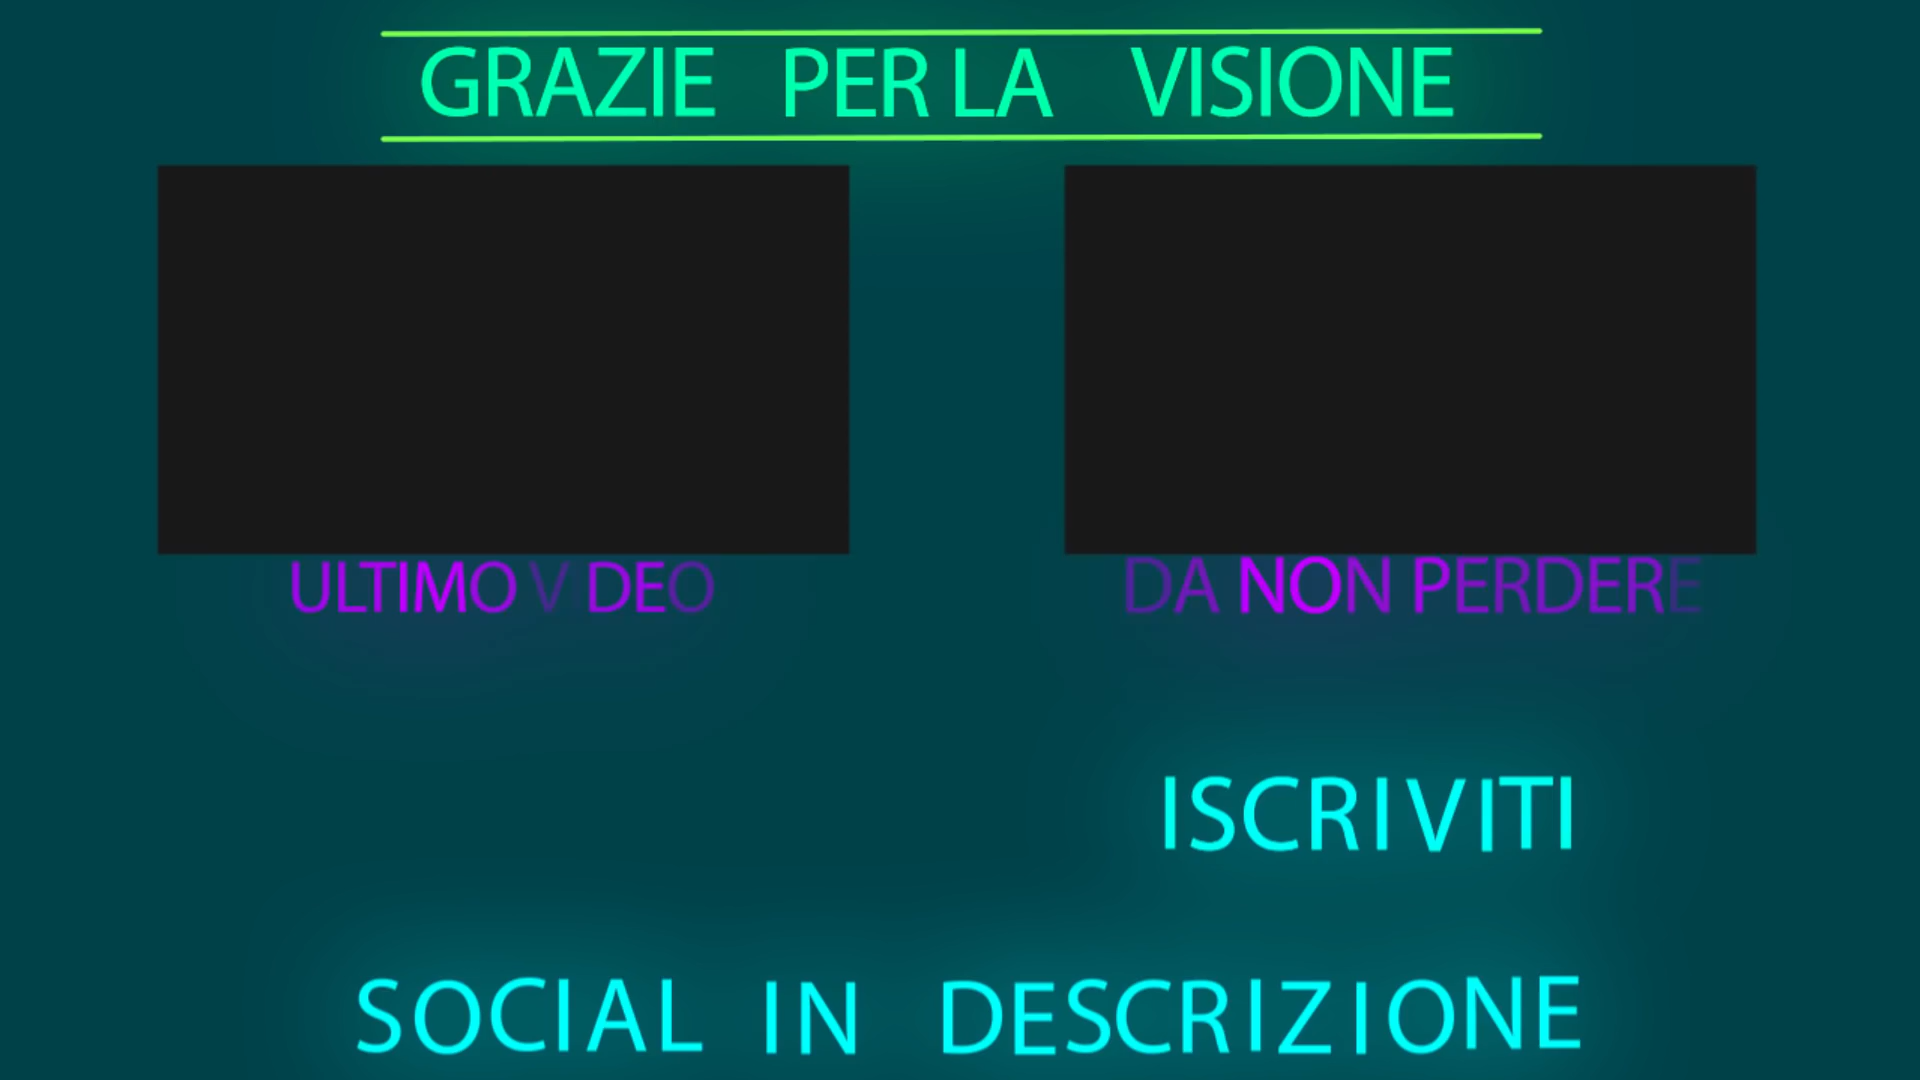 GRAZIE PER LA VISIONE
ULTIMO VIDEO
DA NON PERDERE
ISCRIVITI
SOCIAL IN DESCRIZIONE